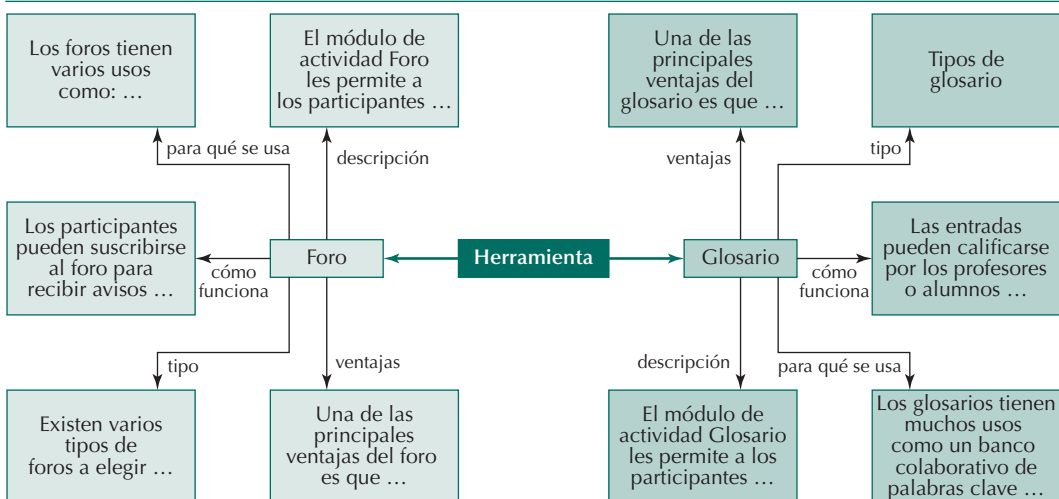 Los foros tienen
varios usos
como: …
El módulo de
actividad Foro
les permite a
los participantes …
Una de las
principales
ventajas del
glosario es que …
Tipos de
glosario
para qué se usa
descripción
ventajas
tipo
Los participantes
pueden suscribirse
al foro para
recibir avisos …
cómo
funciona
Foro
Herramienta
Glosario
cómo
funciona
Las entradas
pueden calificarse
por los profesores
o alumnos …
tipo
ventajas
descripción
para qué se usa
Existen varios
tipos de
foros a elegir …
Una de las
principales
ventajas del foro
es que …
El módulo de
actividad Glosario
les permite a los
participantes …
Los glosarios tienen
muchos usos
como un banco
colaborativo de
palabras clave …